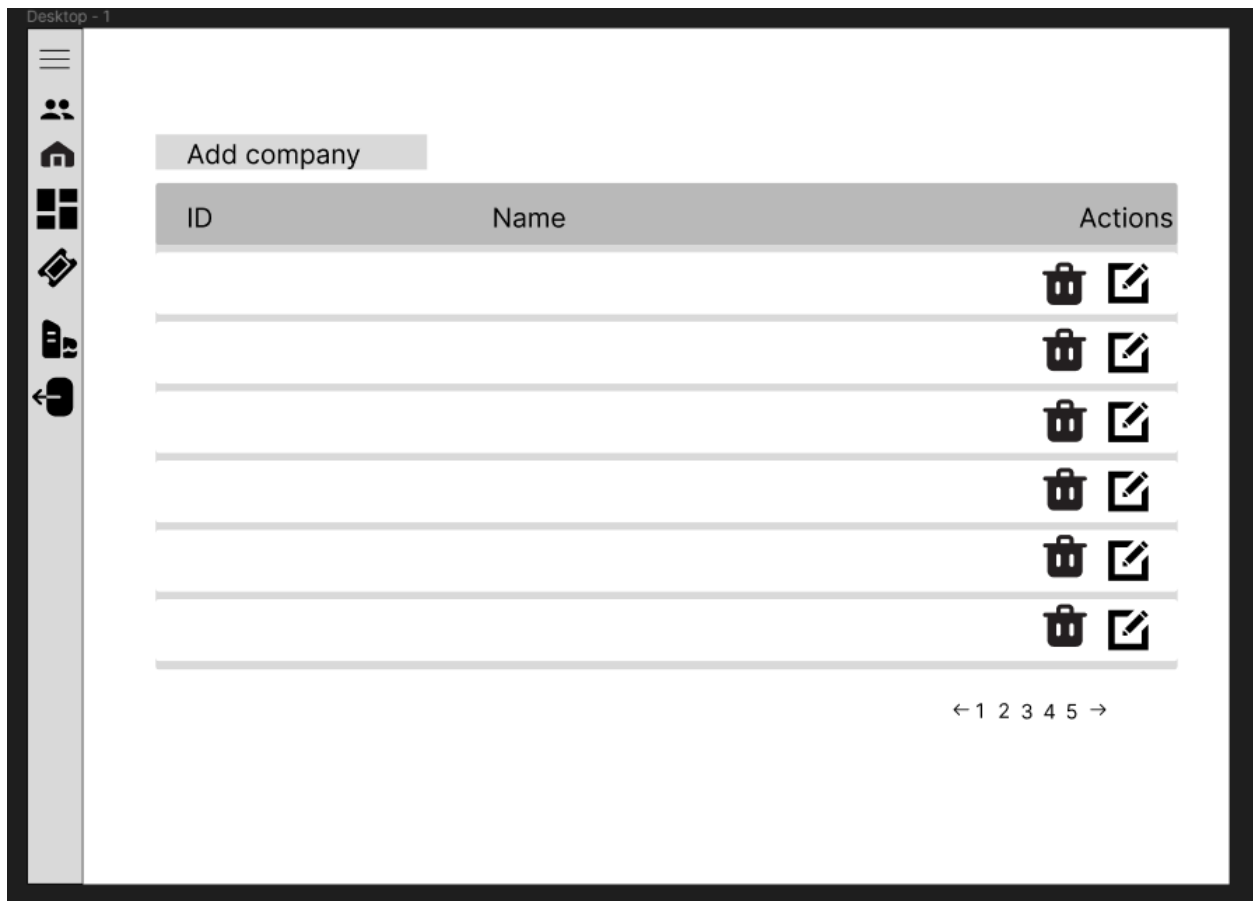 Desktop - 1
Add company
ID Name Actions
←1 2 3 4 5 →